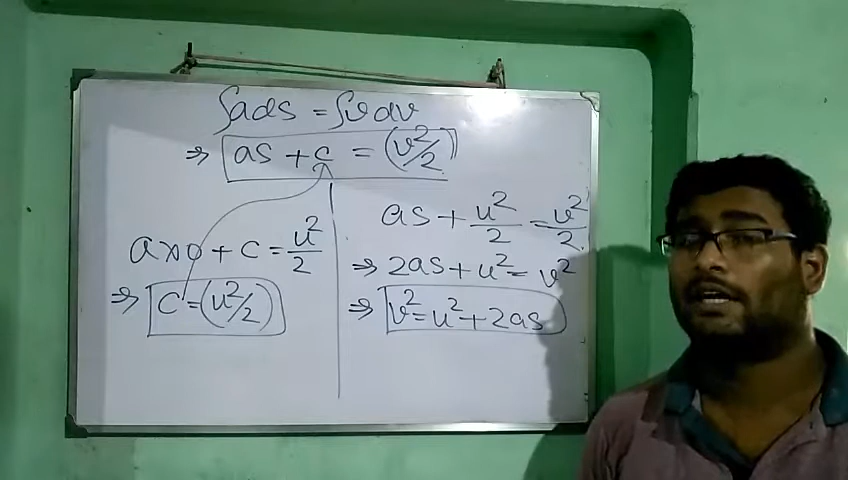 ∫ads = ∫vdv
⇒ as + c = (v²/2)
a×0 + c = u²/2
⇒ c = (u²/2)
as + u²/2 = v²/2.
⇒ 2as + u² = v²
⇒ v² = u² + 2as